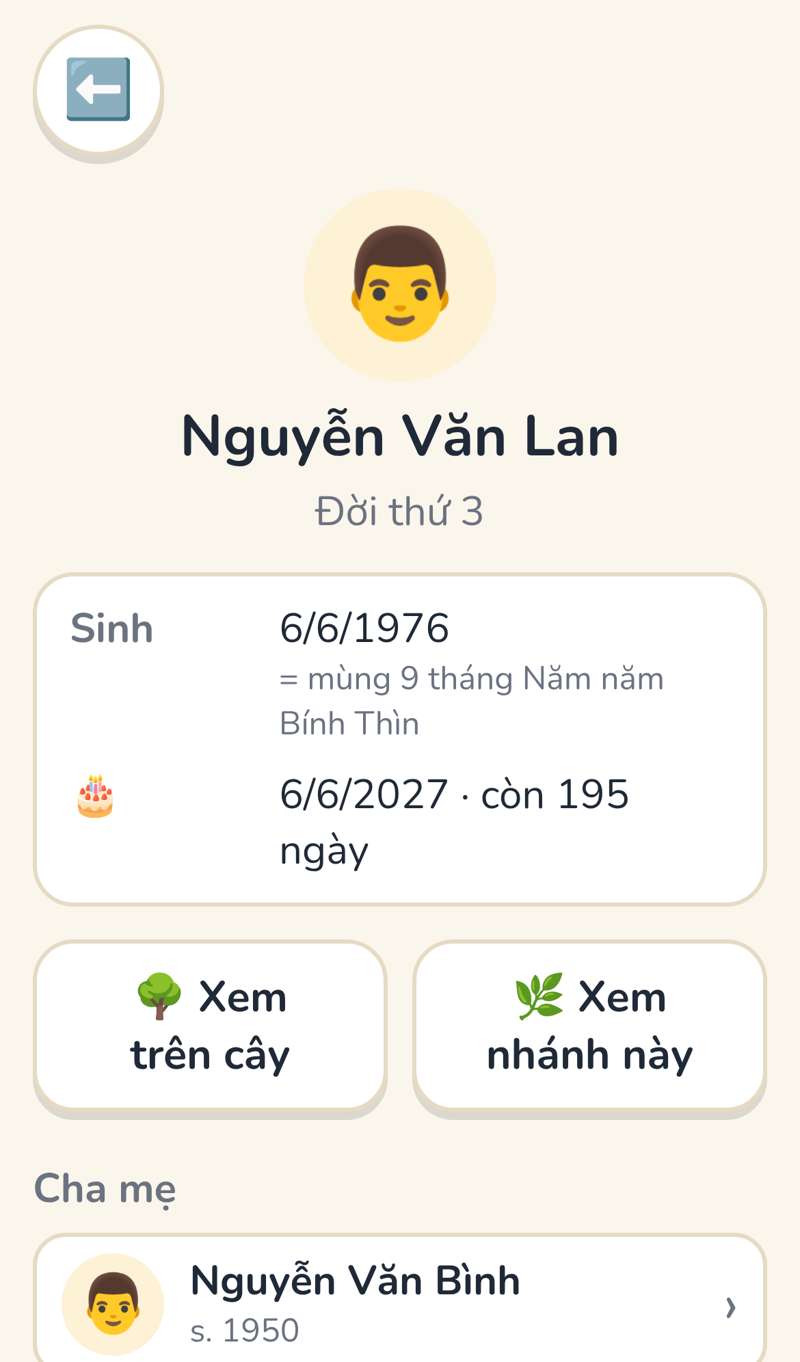 Nguyễn Văn Lan
Đời thứ 3
Sinh
6/6/1976
= mùng 9 tháng Năm năm
Bính Thìn
6/6/2027 · còn 195
ngày
Xem
trên cây
Xem
nhánh này
Cha mẹ
Nguyễn Văn Bình
s. 1950